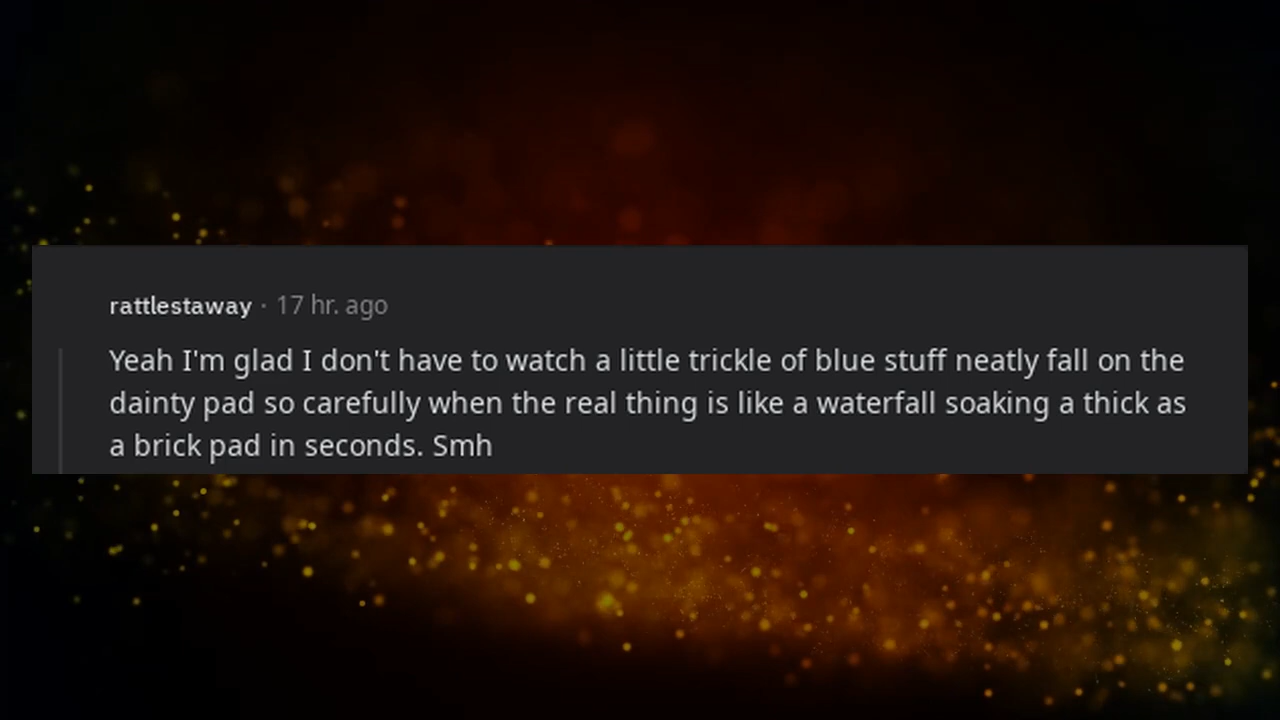 rattlestaway · 17 hr. ago
Yeah I'm glad I don't have to watch a little trickle of blue stuff neatly fall on the
dainty pad so carefully when the real thing is like a waterfall soaking a thick as
a brick pad in seconds. Smh